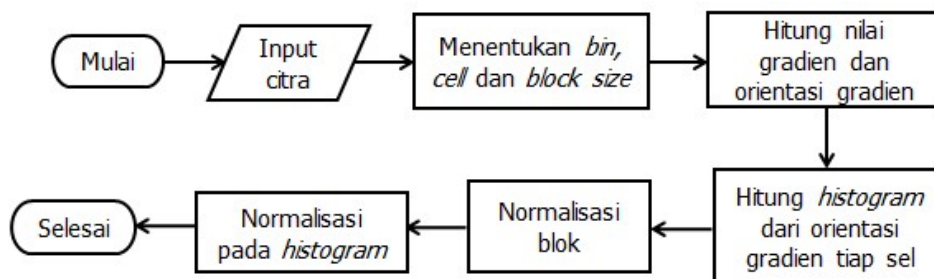 Mulai
Input
citra
Menentukan bin,
cell dan block size
Hitung nilai
gradien dan
orientasi gradien
Hitung histogram
dari orientasi
gradien tiap sel
Normalisasi
blok
Normalisasi
pada histogram
Selesai